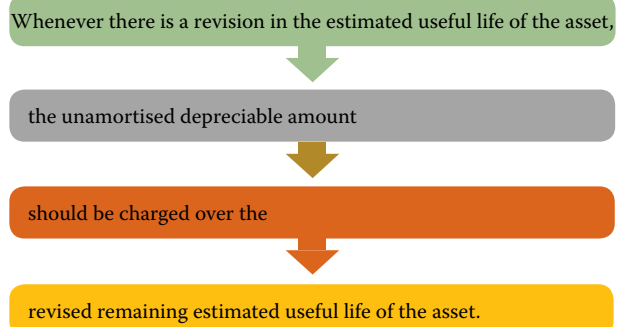 Whenever there is a revision in the estimated useful life of the asset,
the unamortised depreciable amount
should be charged over the
revised remaining estimated useful life of the asset.